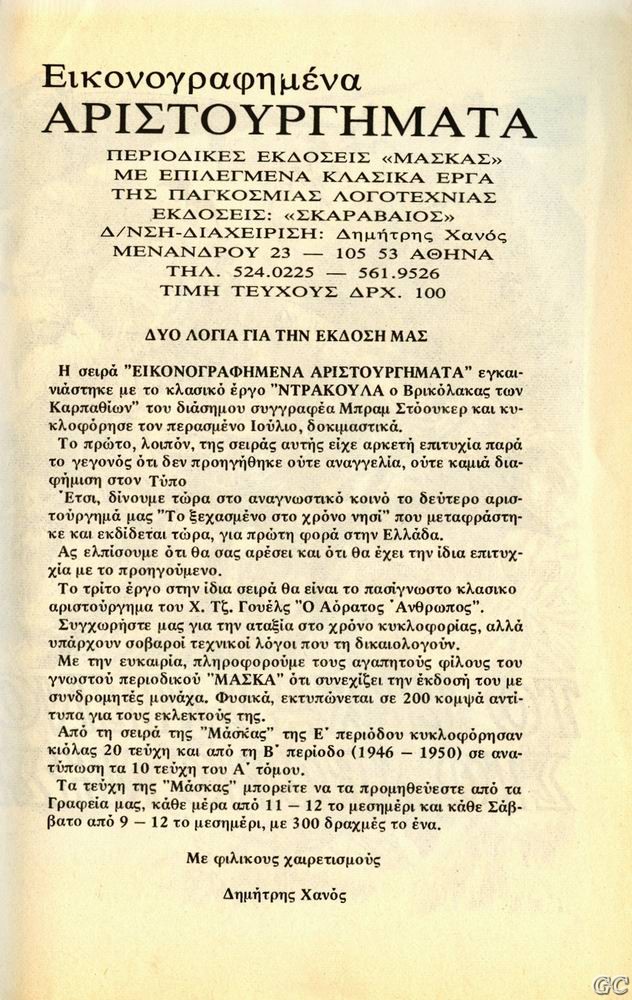 Εικονογραφημένα
ΑΡΙΣΤΟΥΡΓΗΜΑΤΑ
ΠΕΡΙΟΔΙΚΕΣ ΕΚΔΟΣΕΙΣ «ΜΑΣΚΑΣ»
ΜΕ ΕΠΙΛΕΓΜΕΝΑ ΚΛΑΣΙΚΑ ΕΡΓΑ
ΤΗΣ ΠΑΓΚΟΣΜΙΑΣ ΛΟΓΟΤΕΧΝΙΑΣ
ΕΚΔΟΣΕΙΣ: «ΣΚΑΡΑΒΑΙΟΣ»
Δ/ΝΣΗ-ΔΙΑΧΕΙΡΙΣΗ: Δημήτρης Χανός
ΜΕΝΑΝΔΡΟΥ 23 — 105 53 ΑΘΗΝΑ
ΤΗΛ. 524.0225 — 561.9526
ΤΙΜΗ ΤΕΥΧΟΥΣ ΔΡΧ. 100
ΔΥΟ ΛΟΓΙΑ ΓΙΑ ΤΗΝ ΕΚΔΟΣΗ ΜΑΣ
Η σειρά "ΕΙΚΟΝΟΓΡΑΦΗΜΕΝΑ ΑΡΙΣΤΟΥΡΓΗΜΑΤΑ" εγκαι-
νιάστηκε με το κλασικό έργο "ΝΤΡΑΚΟΥΛΑ ο Βρικόλακας των
Καρπαθίων" του διάσημου συγγραφέα Μπραμ Στόουκερ και κυ-
κλοφόρησε τον περασμένο Ιούλιο, δοκιμαστικά.
Το πρώτο, λοιπόν, της σειράς αυτής είχε αρκετή επιτυχία παρά
το γεγονός ότι δεν προηγήθηκε ούτε αναγγελία, ούτε καμιά δια-
φήμιση στον Τύπο
Έτσι, δίνουμε τώρα στο αναγνωστικό κοινό το δεύτερο αρισ-
τούργημά μας "Το ξεχασμένο στο χρόνο νησί" που μεταφράστη-
κε και εκδίδεται τώρα, για πρώτη φορά στην Ελλάδα.
Ας ελπίσουμε ότι θα σας αρέσει και ότι θα έχει την ίδια επιτυχ-
χία με το προηγούμενο.
Το τρίτο έργο στην ίδια σειρά θα είναι το πασίγνωστο κλασικο
αριστούργημα του Χ. Τζ. Γουέλς "Ο Αόρατος Άνθρωπος".
Συγχωρήστε μας για την αταξία στο χρόνο κυκλοφορίας, αλλά
υπάρχουν σοβαροί τεχνικοί λόγοι που τη δικαιολογούν.
Με την ευκαιρία, πληροφορούμε τους αγαπητούς φίλους του
γνωστού περιοδικού "ΜΑΣΚΑ" ότι συνεχίζει την έκδοσή του με
συνδρομητές μονάχα. Φυσικά, εκτυπώνεται σε 200 κομψά αντί-
τυπα για τους εκλεκτούς της.
Από τη σειρά της "Μάσκας" της Ε΄ περιόδου κυκλοφόρησαν
κιόλας 20 τεύχη και από τη Β΄ περίοδο (1946 – 1950) σε ανα-
τύπωση τα 10 τεύχη του Α΄ τόμου.
Τα τεύχη της "Μάσκας" μπορείτε να τα προμηθεύεστε από τα
Γραφεία μας, κάθε μέρα από 11 – 12 το μεσημέρι και κάθε Σάβ-
βατο από 9 – 12 το μεσημέρι, με 300 δραχμές το ένα.
Με φιλικους χαιρετισμούς
Δημήτρης Χανός
GC